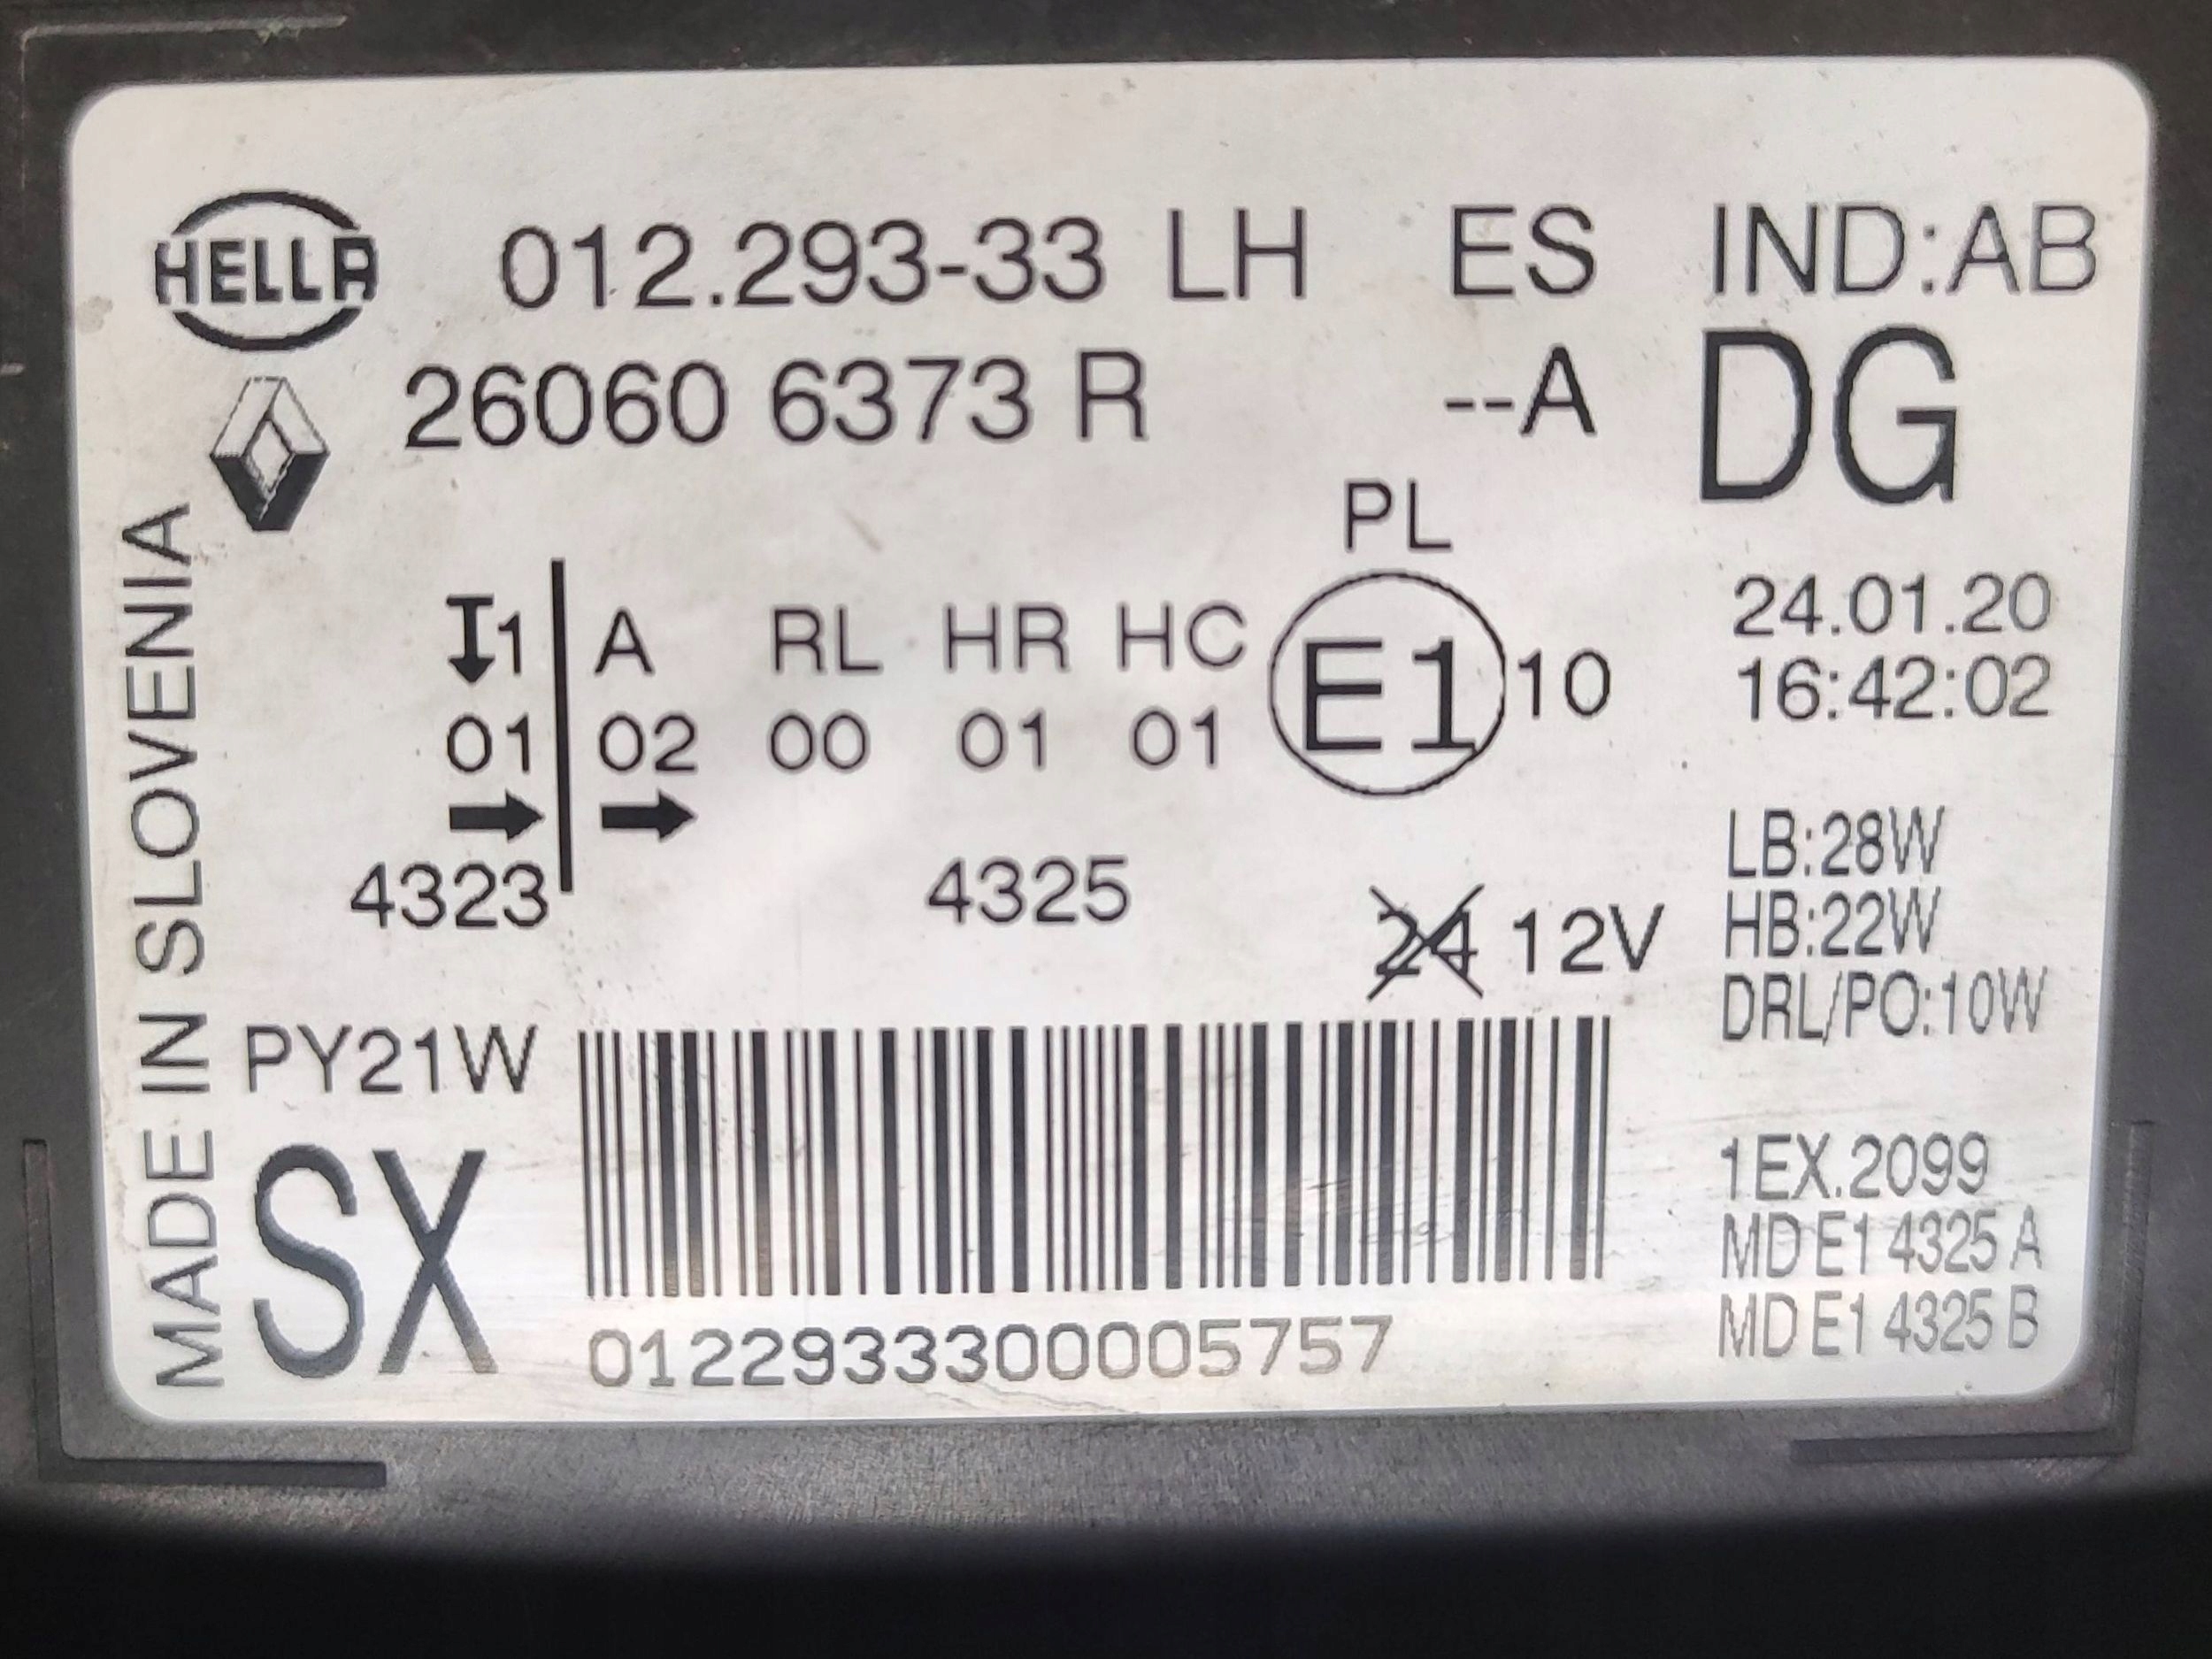 HELLA 012.293-33 LH ES IND:AB
26060 6373 R --A DG
MADE IN SLOVENIA
PL
I1 A RL HR HC E1 10
01 02 00 01 01
24.01.20
16:42:02
4323 4325
24 12V
LB:28W
HB:22W
DRL/PO:10W
PY21W
SX
0122933300005757
1EX.2099
MD E1 4325 A
MD E1 4325 B